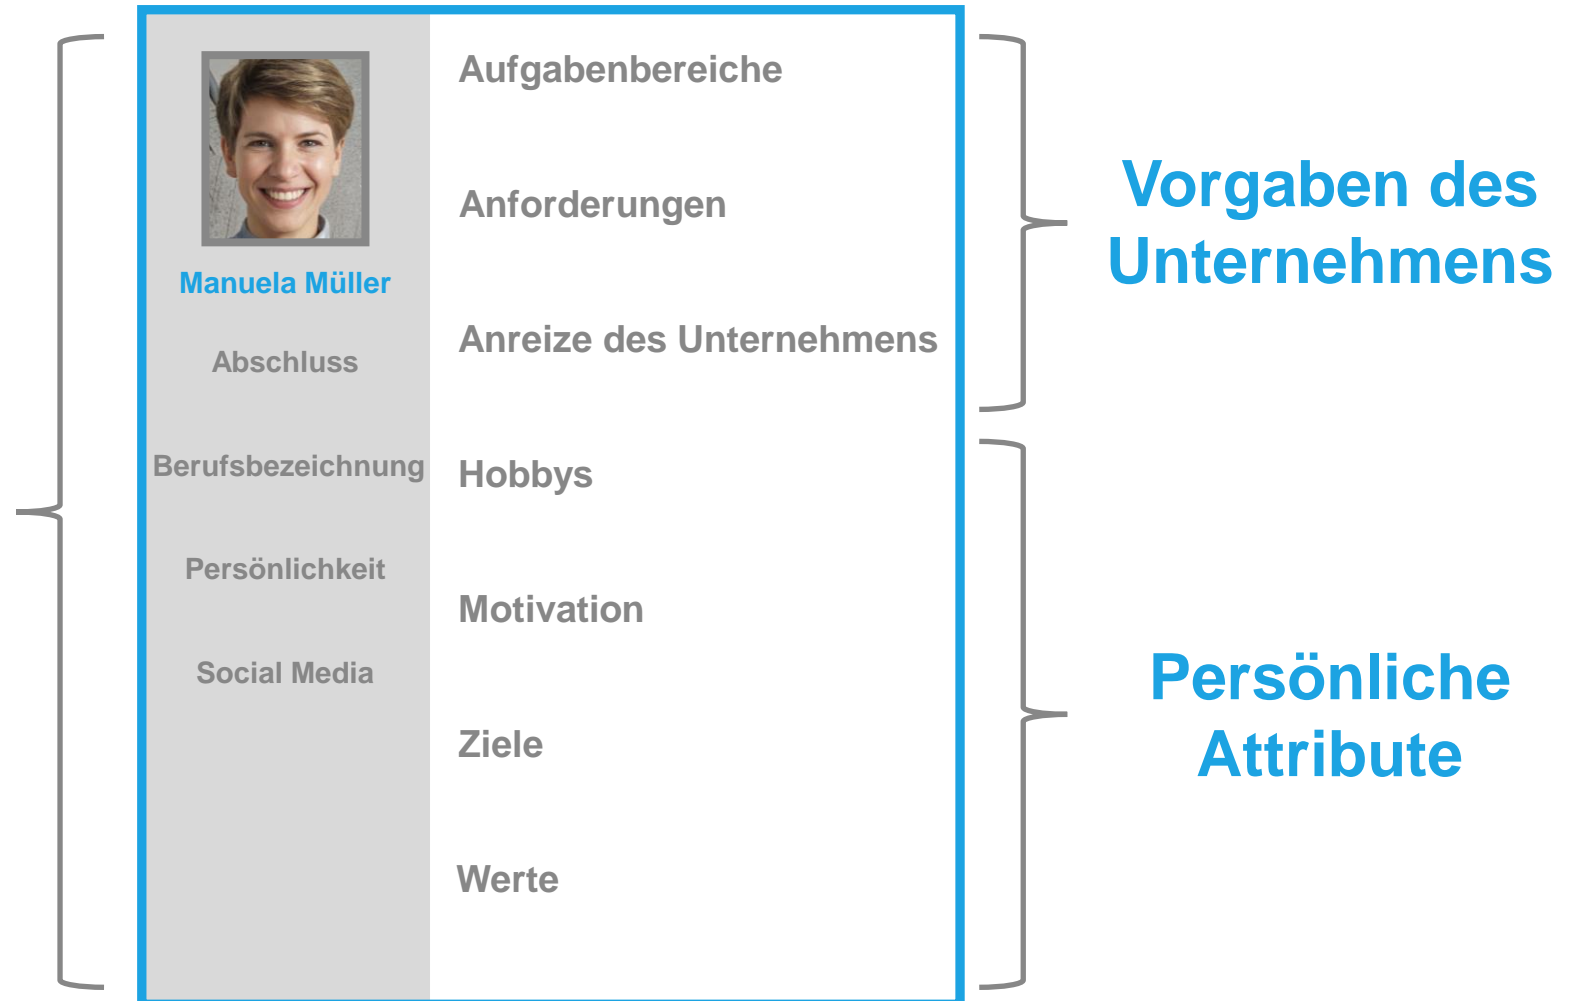 Manuela Müller
Abschluss
Berufsbezeichnung
Persönlichkeit
Social Media
Aufgabenbereiche
Anforderungen
Anreize des Unternehmens
Hobbys
Motivation
Ziele
Werte
Vorgaben des
Unternehmens
Persönliche
Attribute